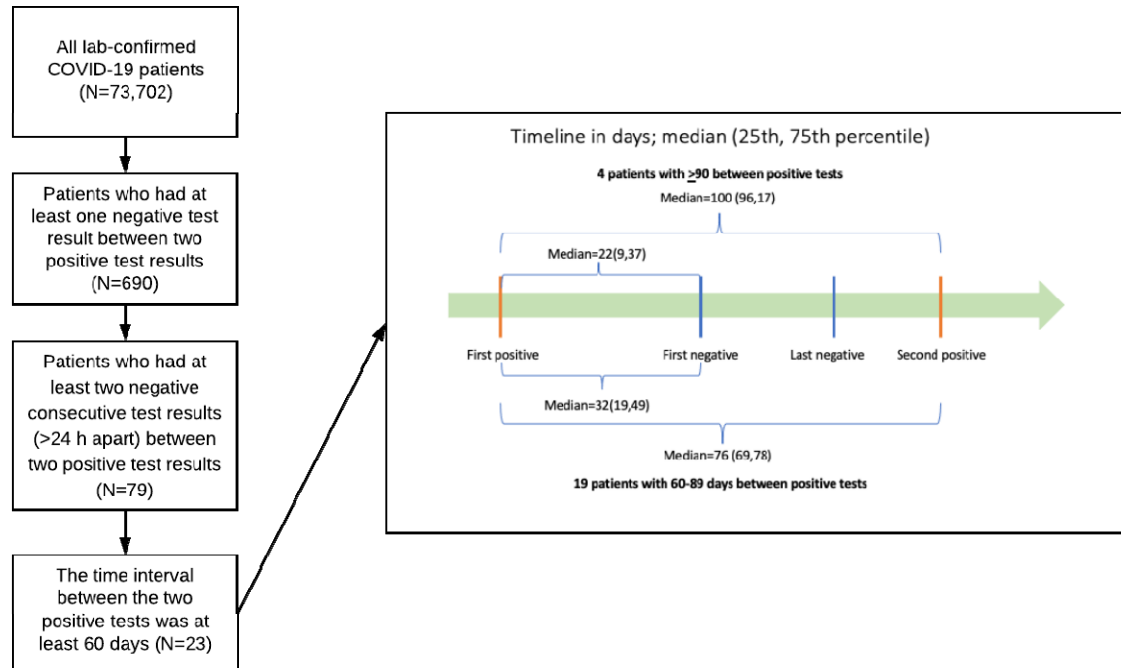 All lab-confirmed
COVID-19 patients
(N=73,702)
Patients who had at
least one negative test
result between two
positive test results
(N=690)
Patients who had at
least two negative
consecutive test results
(>24 h apart) between
two positive test results
(N=79)
The time interval
between the two
positive tests was at
least 60 days (N=23)
Timeline in days; median (25th, 75th percentile)
4 patients with ≥90 between positive tests
Median=100 (96,17)
Median=22(9,37)
First positive
First negative
Last negative
Second positive
Median=32(19,49)
Median=76 (69,78)
19 patients with 60-89 days between positive tests